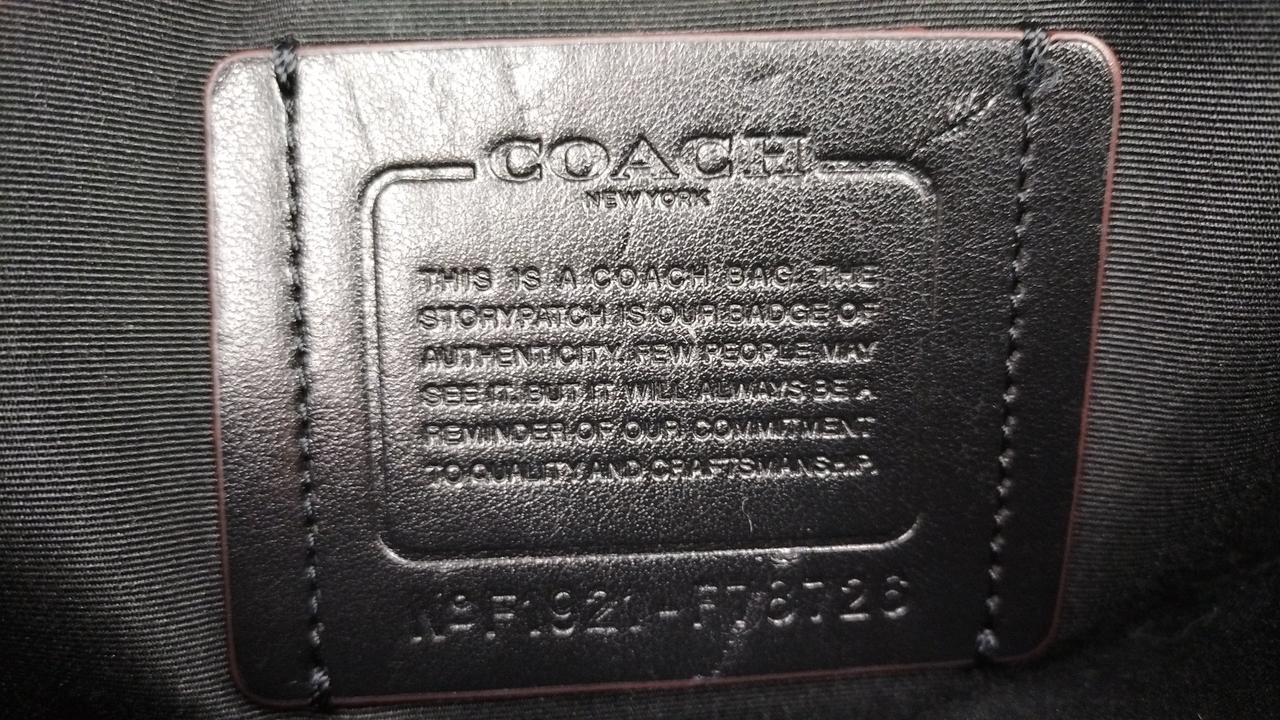 COACH
NEW YORK
THIS IS A COACH BAG. THE
STORYPATCH IS OUR BADGE OF
AUTHENTICITY. FEW PEOPLE MAY
SEE IT. BUT IT WILL ALWAYS BE A
REMINDER OF OUR COMMITMENT
TO QUALITY AND CRAFTSMANSHIP.